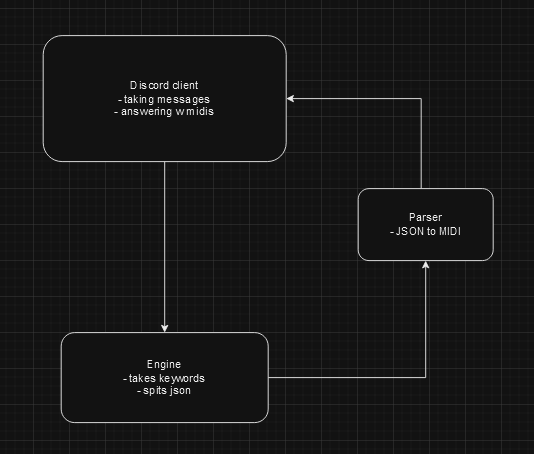 Discord client
- taking messages
- answering w midis
Parser
- JSON to MIDI
Engine
- takes keywords
- spits json